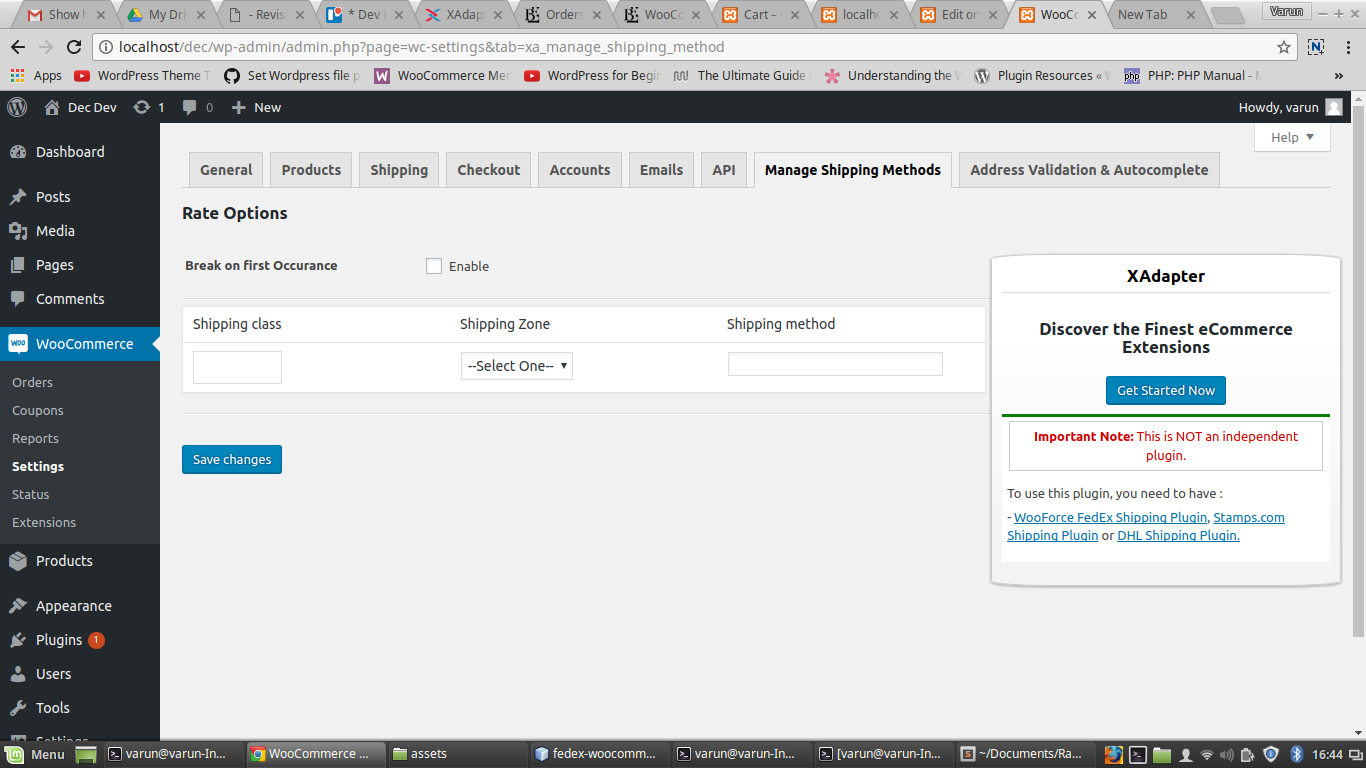 Show h
My Dri
- Revis
* Dev
XAdap
Orders
WooCo
Cart –
localho
Edit on
WooCo
New Tab
Varun
localhost/dec/wp-admin/admin.php?page=wc-settings&tab=xa_manage_shipping_method
Apps
WordPress Theme T
Set Wordpress file p
WooCommerce Mer
WordPress for Begin
The Ultimate Guide
Understanding the W
Plugin Resources «
PHP: PHP Manual -
»
Dec Dev
1
0
New
Howdy, varun
Help
Dashboard
Posts
Media
Pages
Comments
WooCommerce
Orders
Coupons
Reports
Settings
Status
Extensions
Products
Appearance
Plugins 1
Users
Tools
General
Products
Shipping
Checkout
Accounts
Emails
API
Manage Shipping Methods
Address Validation & Autocomplete
Rate Options
Break on first Occurance
Enable
Shipping class
Shipping Zone
Shipping method
--Select One--
Save changes
XAdapter
Discover the Finest eCommerce
Extensions
Get Started Now
Important Note: This is NOT an independent
plugin.
To use this plugin, you need to have :
- WooForce FedEx Shipping Plugin, Stamps.com
Shipping Plugin or DHL Shipping Plugin.
Menu
varun@varun-In...
WooCommerce ...
assets
fedex-woocomm...
varun@varun-In...
[varun@varun-In...
~/Documents/Ra...
16:44